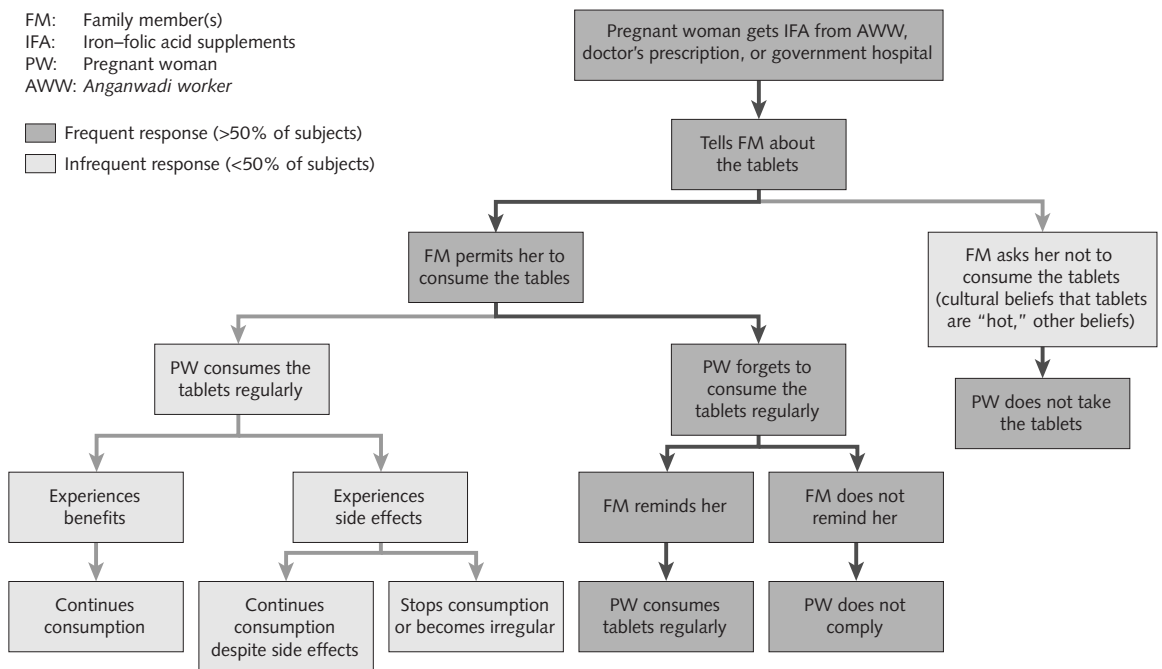 FM: Family member(s)
IFA: Iron–folic acid supplements
PW: Pregnant woman
AWW: Anganwadi worker
Frequent response (>50% of subjects)
Infrequent response (<50% of subjects)
Pregnant woman gets IFA from AWW,
doctor’s prescription, or government hospital
Tells FM about
the tablets
FM permits her to
consume the tables
FM asks her not to
consume the tablets
(cultural beliefs that tablets
are “hot,” other beliefs)
PW consumes the
tablets regularly
PW forgets to
consume the
tablets regularly
PW does not take
the tablets
Experiences
benefits
Experiences
side effects
FM reminds her
FM does not
remind her
Continues
consumption
Continues
consumption
despite side effects
Stops consumption
or becomes irregular
PW consumes
tablets regularly
PW does not
comply